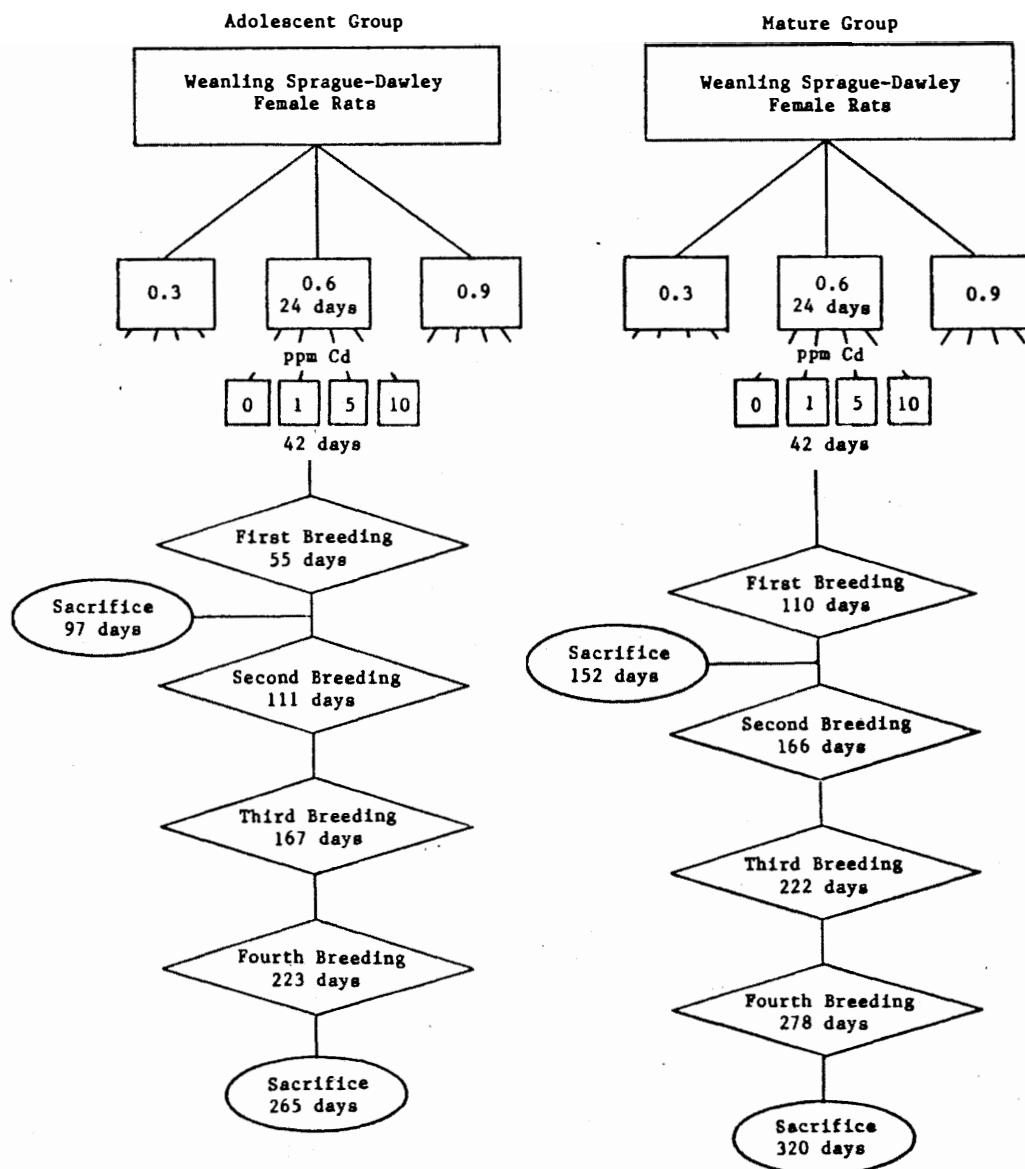 Adolescent Group
Weanling Sprague-Dawley
Female Rats
0.3
0.6
24 days
0.9
ppm Cd
0
1
5
10
42 days
First Breeding
55 days
Sacrifice
97 days
Second Breeding
111 days
Third Breeding
167 days
Fourth Breeding
223 days
Sacrifice
265 days
Mature Group
Weanling Sprague-Dawley
Female Rats
0.3
0.6
24 days
0.9
ppm Cd
0
1
5
10
42 days
First Breeding
110 days
Sacrifice
152 days
Second Breeding
166 days
Third Breeding
222 days
Fourth Breeding
278 days
Sacrifice
320 days